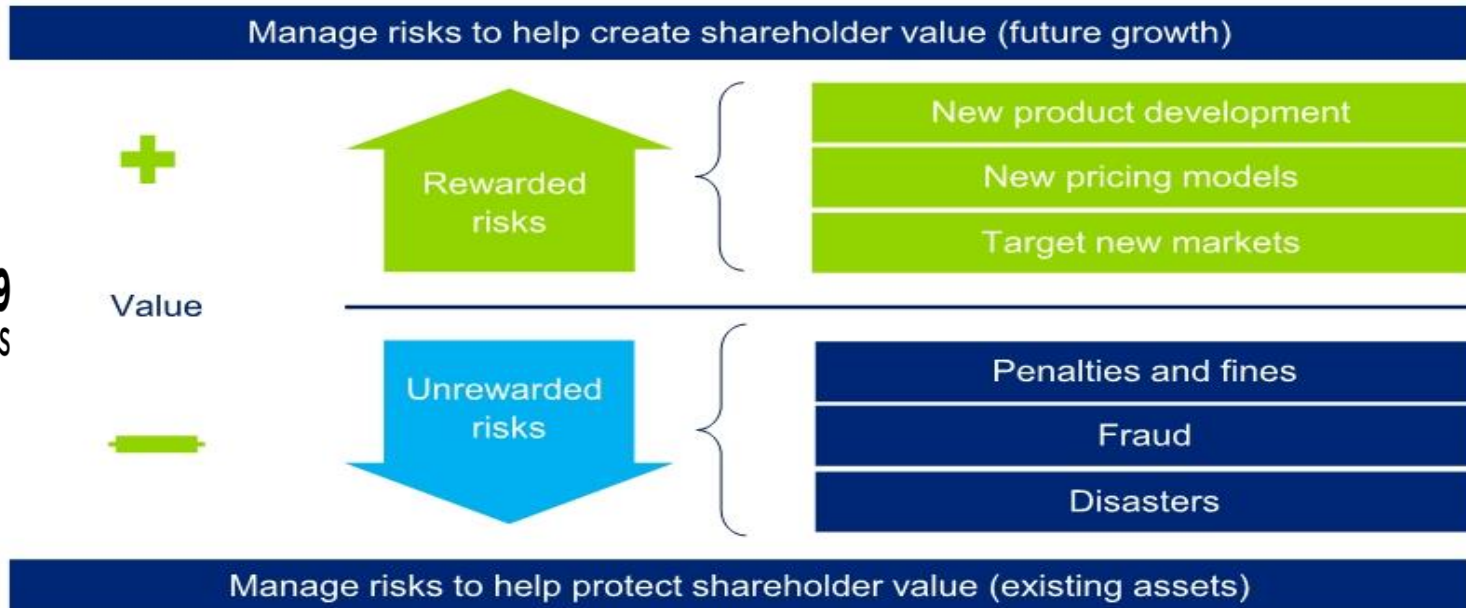 Manage risks to help create shareholder value (future growth)
Rewarded
risks
New product development
New pricing models
Target new markets
9
s
Value
Unrewarded
risks
Penalties and fines
Fraud
Disasters
Manage risks to help protect shareholder value (existing assets)